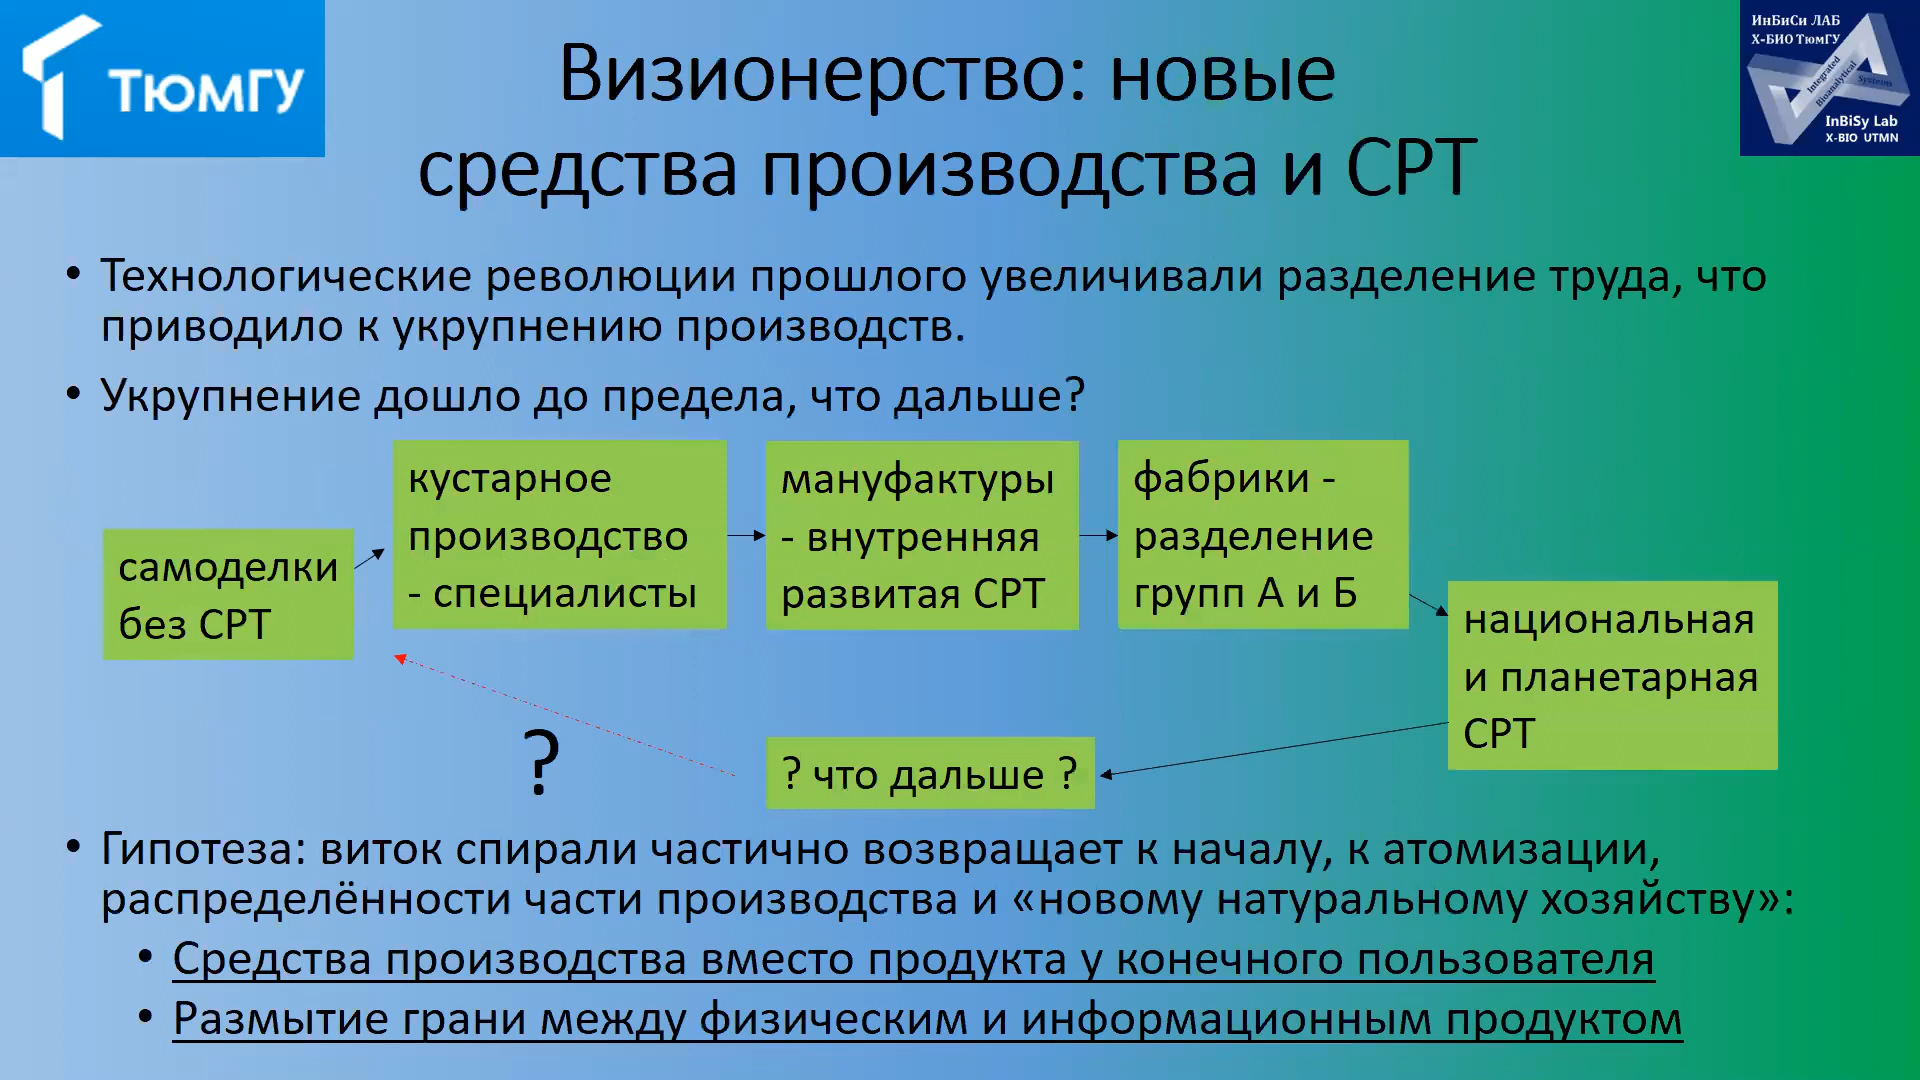 ТЮМГУ
ИнБиСи ЛАБ
Х-БИО ТюмГУ
Integrated
Bioanalytical
Systems
InBiSy Lab
X-BIO UTMN
Визионерство: новые
средства производства и СРТ
• Технологические революции прошлого увеличивали разделение труда, что
приводило к укрупнению производств.
• Укрупнение дошло до предела, что дальше?
самоделки
без СРТ
кустарное
производство
- специалисты
мануфактуры
- внутренняя
развитая СРТ
фабрики -
разделение
групп А и Б
национальная
и планетарная
СРТ
? что дальше ?
?
• Гипотеза: виток спирали частично возвращает к началу, к атомизации,
распределённости части производства и «новому натуральному хозяйству»:
• Средства производства вместо продукта у конечного пользователя
• Размытие грани между физическим и информационным продуктом